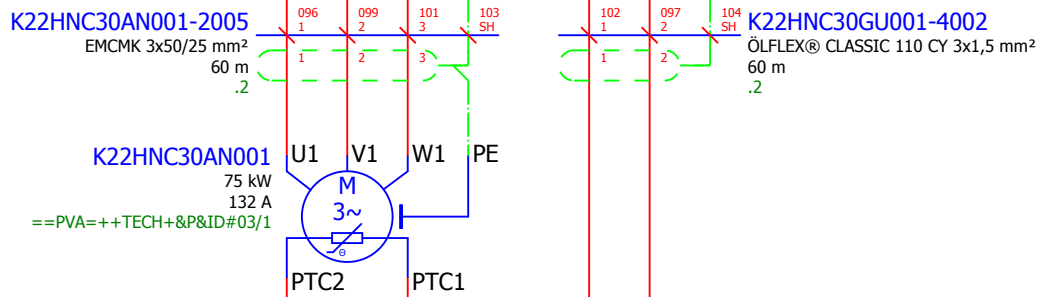 096 099 101 103 102 097 104
K22HNC30AN001-2005 1 2 3 SH 1 2 SH K22HNC30GU001-4002
EMCMK 3x50/25 mm² ÖLFLEX® CLASSIC 110 CY 3x1,5 mm²
60 m 1 2 3 1 2 60 m
.2 .2
K22HNC30AN001 U1 V1 W1 PE
75 kW M
132 A 3~
==PVA=++TECH+&P&ID#03/1
θ
PTC2 PTC1